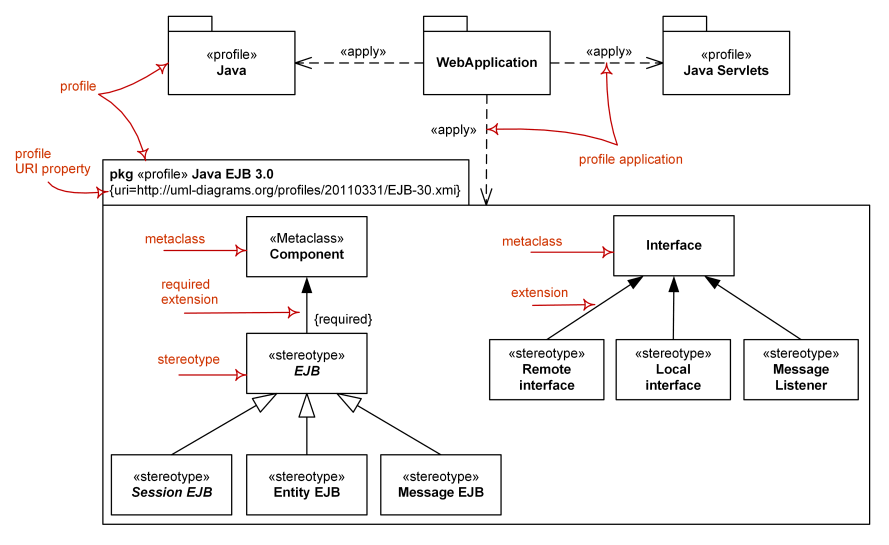 «profile»
Java
«apply»
WebApplication
«apply»
«profile»
Java Servlets
profile
«apply»
profile application
profile
URI property
pkg «profile» Java EJB 3.0
{uri=http://uml-diagrams.org/profiles/20110331/EJB-30.xmi}
metaclass
«Metaclass»
Component
metaclass
Interface
required
extension
{required}
extension
stereotype
«stereotype»
EJB
«stereotype»
Remote
interface
«stereotype»
Local
interface
«stereotype»
Message
Listener
«stereotype»
Session EJB
«stereotype»
Entity EJB
«stereotype»
Message EJB